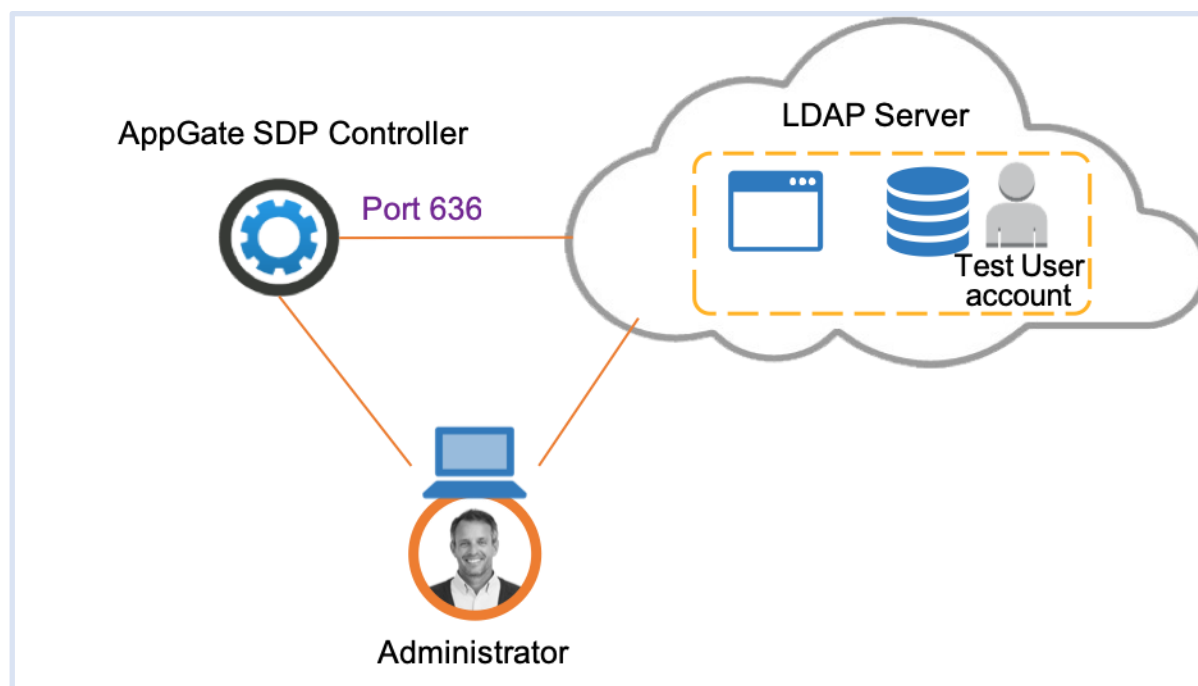 LDAP Server
AppGate SDP Controller
Port 636
Test User
account
Administrator